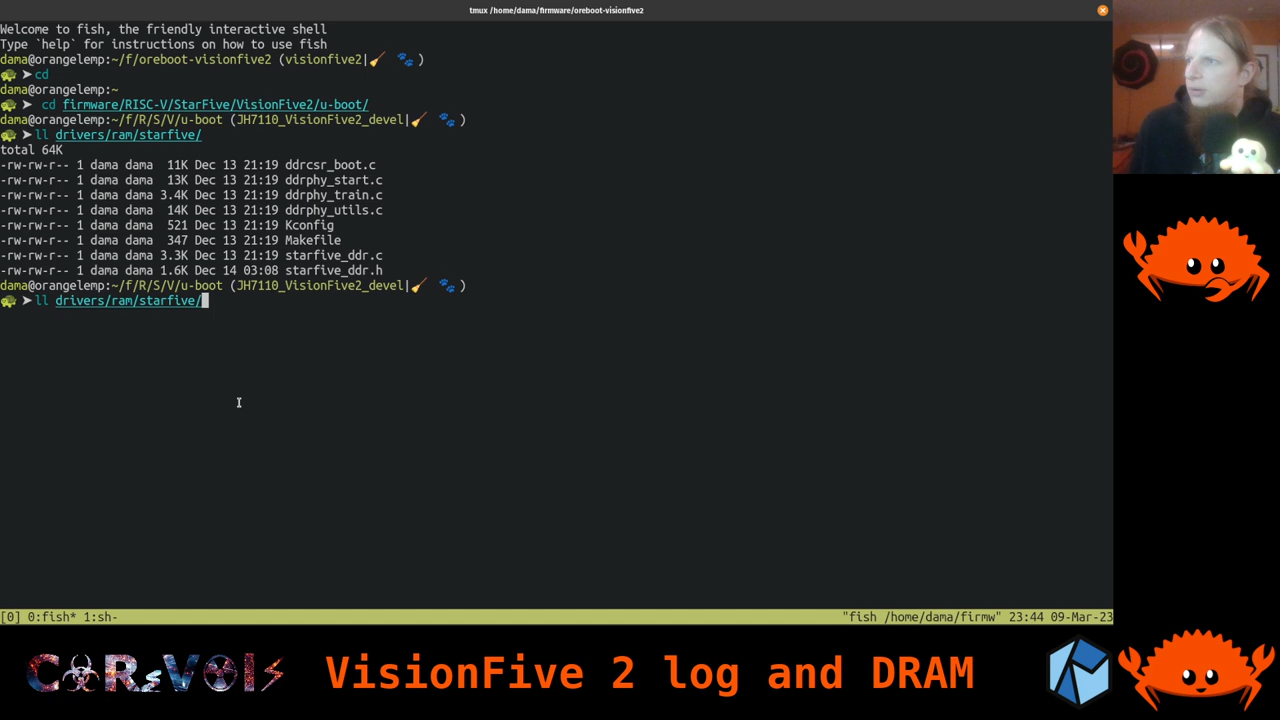 tmux /home/dama/firmware/oreboot-visionfive2
Welcome to fish, the friendly interactive shell
Type `help` for instructions on how to use fish
dama@orangelemp:~/f/oreboot-visionfive2 (visionfive2|🧹 🐾)
🐢 ➤ cd
dama@orangelemp:~
🐢 ➤ cd firmware/RISC-V/StarFive/VisionFive2/u-boot/
dama@orangelemp:~/f/R/S/V/u-boot (JH7110_VisionFive2_devel|🧹 🐾)
🐢 ➤ ll drivers/ram/starfive/
total 64K
-rw-rw-r-- 1 dama dama  11K Dec 13 21:19 ddrcsr_boot.c
-rw-rw-r-- 1 dama dama  13K Dec 13 21:19 ddrphy_start.c
-rw-rw-r-- 1 dama dama 3.4K Dec 13 21:19 ddrphy_train.c
-rw-rw-r-- 1 dama dama  14K Dec 13 21:19 ddrphy_utils.c
-rw-rw-r-- 1 dama dama  521 Dec 13 21:19 Kconfig
-rw-rw-r-- 1 dama dama  347 Dec 13 21:19 Makefile
-rw-rw-r-- 1 dama dama 3.3K Dec 13 21:19 starfive_ddr.c
-rw-rw-r-- 1 dama dama 1.6K Dec 14 03:08 starfive_ddr.h
dama@orangelemp:~/f/R/S/V/u-boot (JH7110_VisionFive2_devel|🧹 🐾)
🐢 ➤ ll drivers/ram/starfive/
[0] 0:fish* 1:sh- "fish /home/dama/firmw" 23:44 09-Mar-23
VisionFive 2 log and DRAM